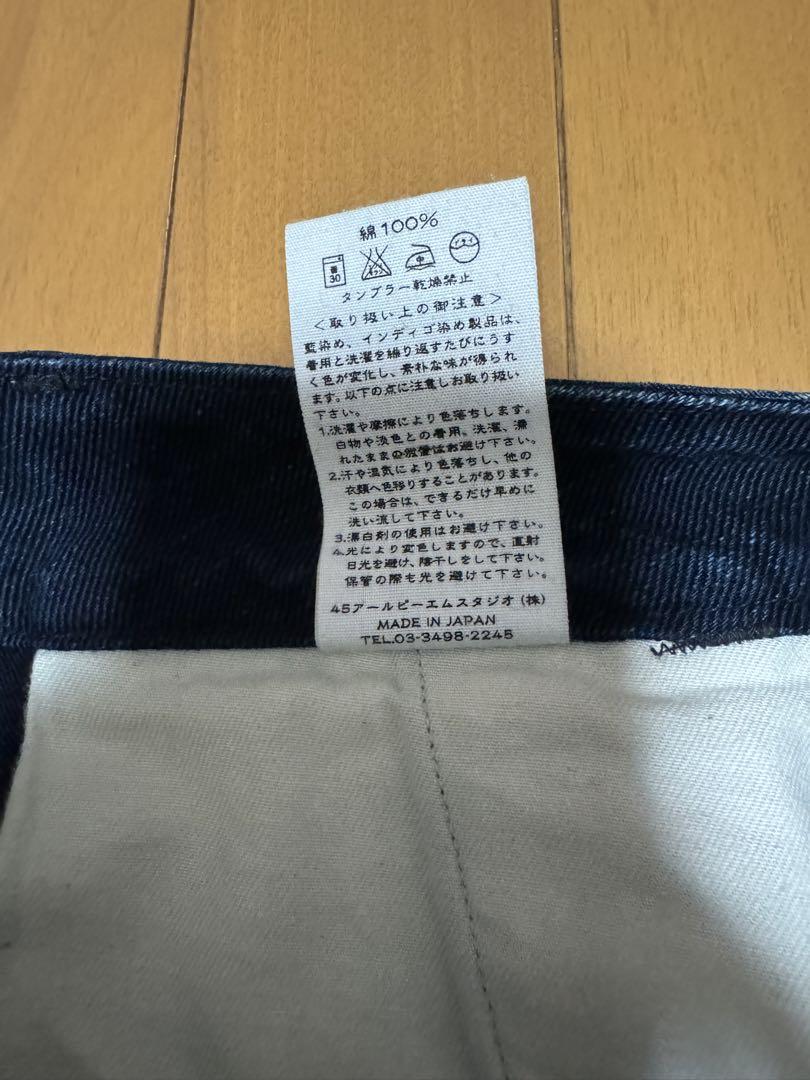 綿100%
30
エンソ
サラシ
中
ドライ
タンブラー乾燥禁止
<取り扱い上の御注意>
藍染め、インディゴ染め製品は、
着用と洗濯を繰り返すたびにうす
く色が変化し、素朴な味が得られ
ます。以下の点に注意しお取り扱い
下さい。
1.洗濯や摩擦により色落ちします。
白物や淡色との着用、洗濯、濡
れたままの放置はお避け下さい。
2.汗や湿気により色落ちし、他の
衣類へ色移りすることがあります。
この場合は、できるだけ早めに
洗い流して下さい。
3.漂白剤の使用はお避け下さい。
4.光により変色しますので、直射
日光を避け、陰干しをして下さい。
保管の際も光を避けて下さい。
45アールピーエムスタジオ(株)
MADE IN JAPAN
TEL.03-3498-2245